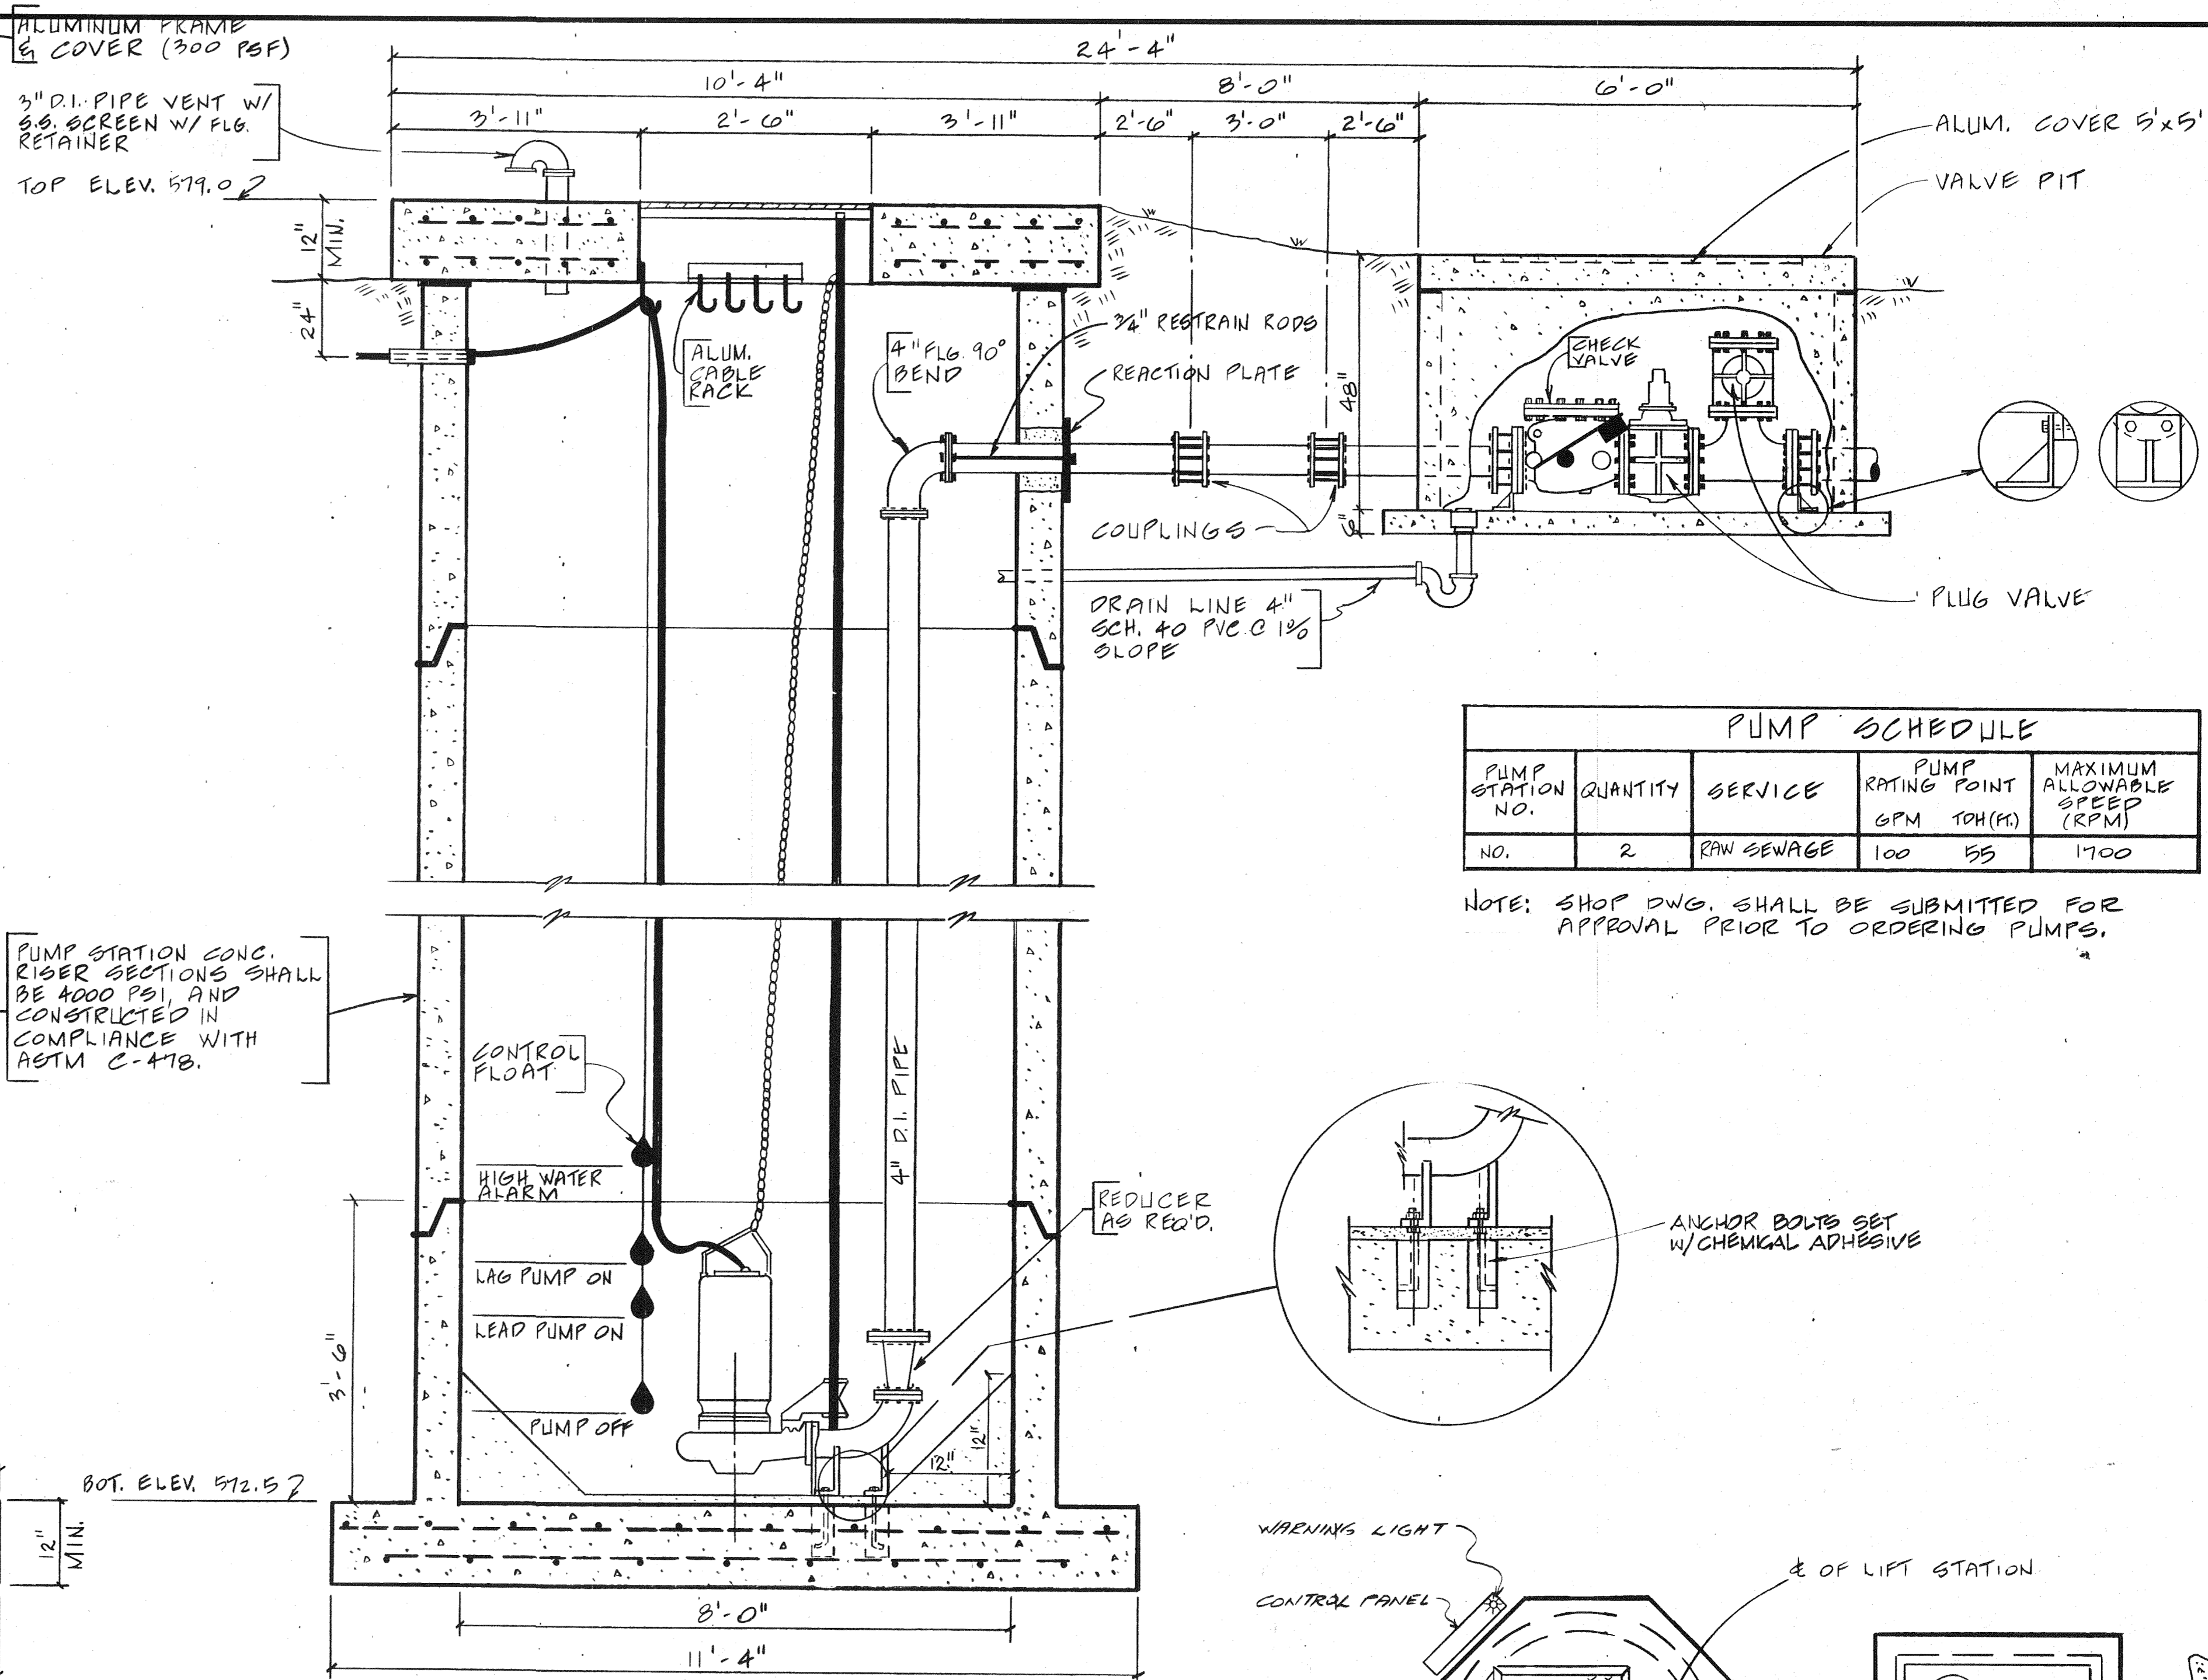 ALUMINUM FRAME
& COVER (300 PSF)
3" D.I. PIPE VENT W/
S.S. SCREEN W/ FLG.
RETAINER
TOP ELEV. 579.0
24'-4"
10'-4"
8'-0"
6'-0"
3'-11"
2'-6"
3'-11"
2'-6"
3'-0"
2'-6"
ALUM. COVER 5'x5'
VALVE PIT
12"
MIN.
24"
ALUM.
CABLE
RACK
4" FLG. 90°
BEND
3/4" RESTRAIN RODS
REACTION PLATE
48"
6"
CHECK
VALVE
COUPLINGS
DRAIN LINE 4"
SCH. 40 PVC @ 1%
SLOPE
PLUG VALVE
PUMP SCHEDULE
PUMP
STATION
NO.
QUANTITY
SERVICE
PUMP
RATING POINT
GPM TDH (FT.)
MAXIMUM
ALLOWABLE
SPEED
(RPM)
NO. 2 RAW SEWAGE 100 55 1700
NOTE: SHOP DWG. SHALL BE SUBMITTED FOR
APPROVAL PRIOR TO ORDERING PUMPS.
PUMP STATION CONC.
RISER SECTIONS SHALL
BE 4000 PSI, AND
CONSTRUCTED IN
COMPLIANCE WITH
ASTM C-478.
CONTROL
FLOAT
4" D.I. PIPE
HIGH WATER
ALARM
LAG PUMP ON
LEAD PUMP ON
PUMP OFF
REDUCER
AS REQ'D.
ANCHOR BOLTS SET
W/ CHEMICAL ADHESIVE
3'-6"
12"
12"
BOT. ELEV. 572.5
12"
MIN.
8'-0"
11'-4"
WARNING LIGHT
CONTROL PANEL
℄ OF LIFT STATION